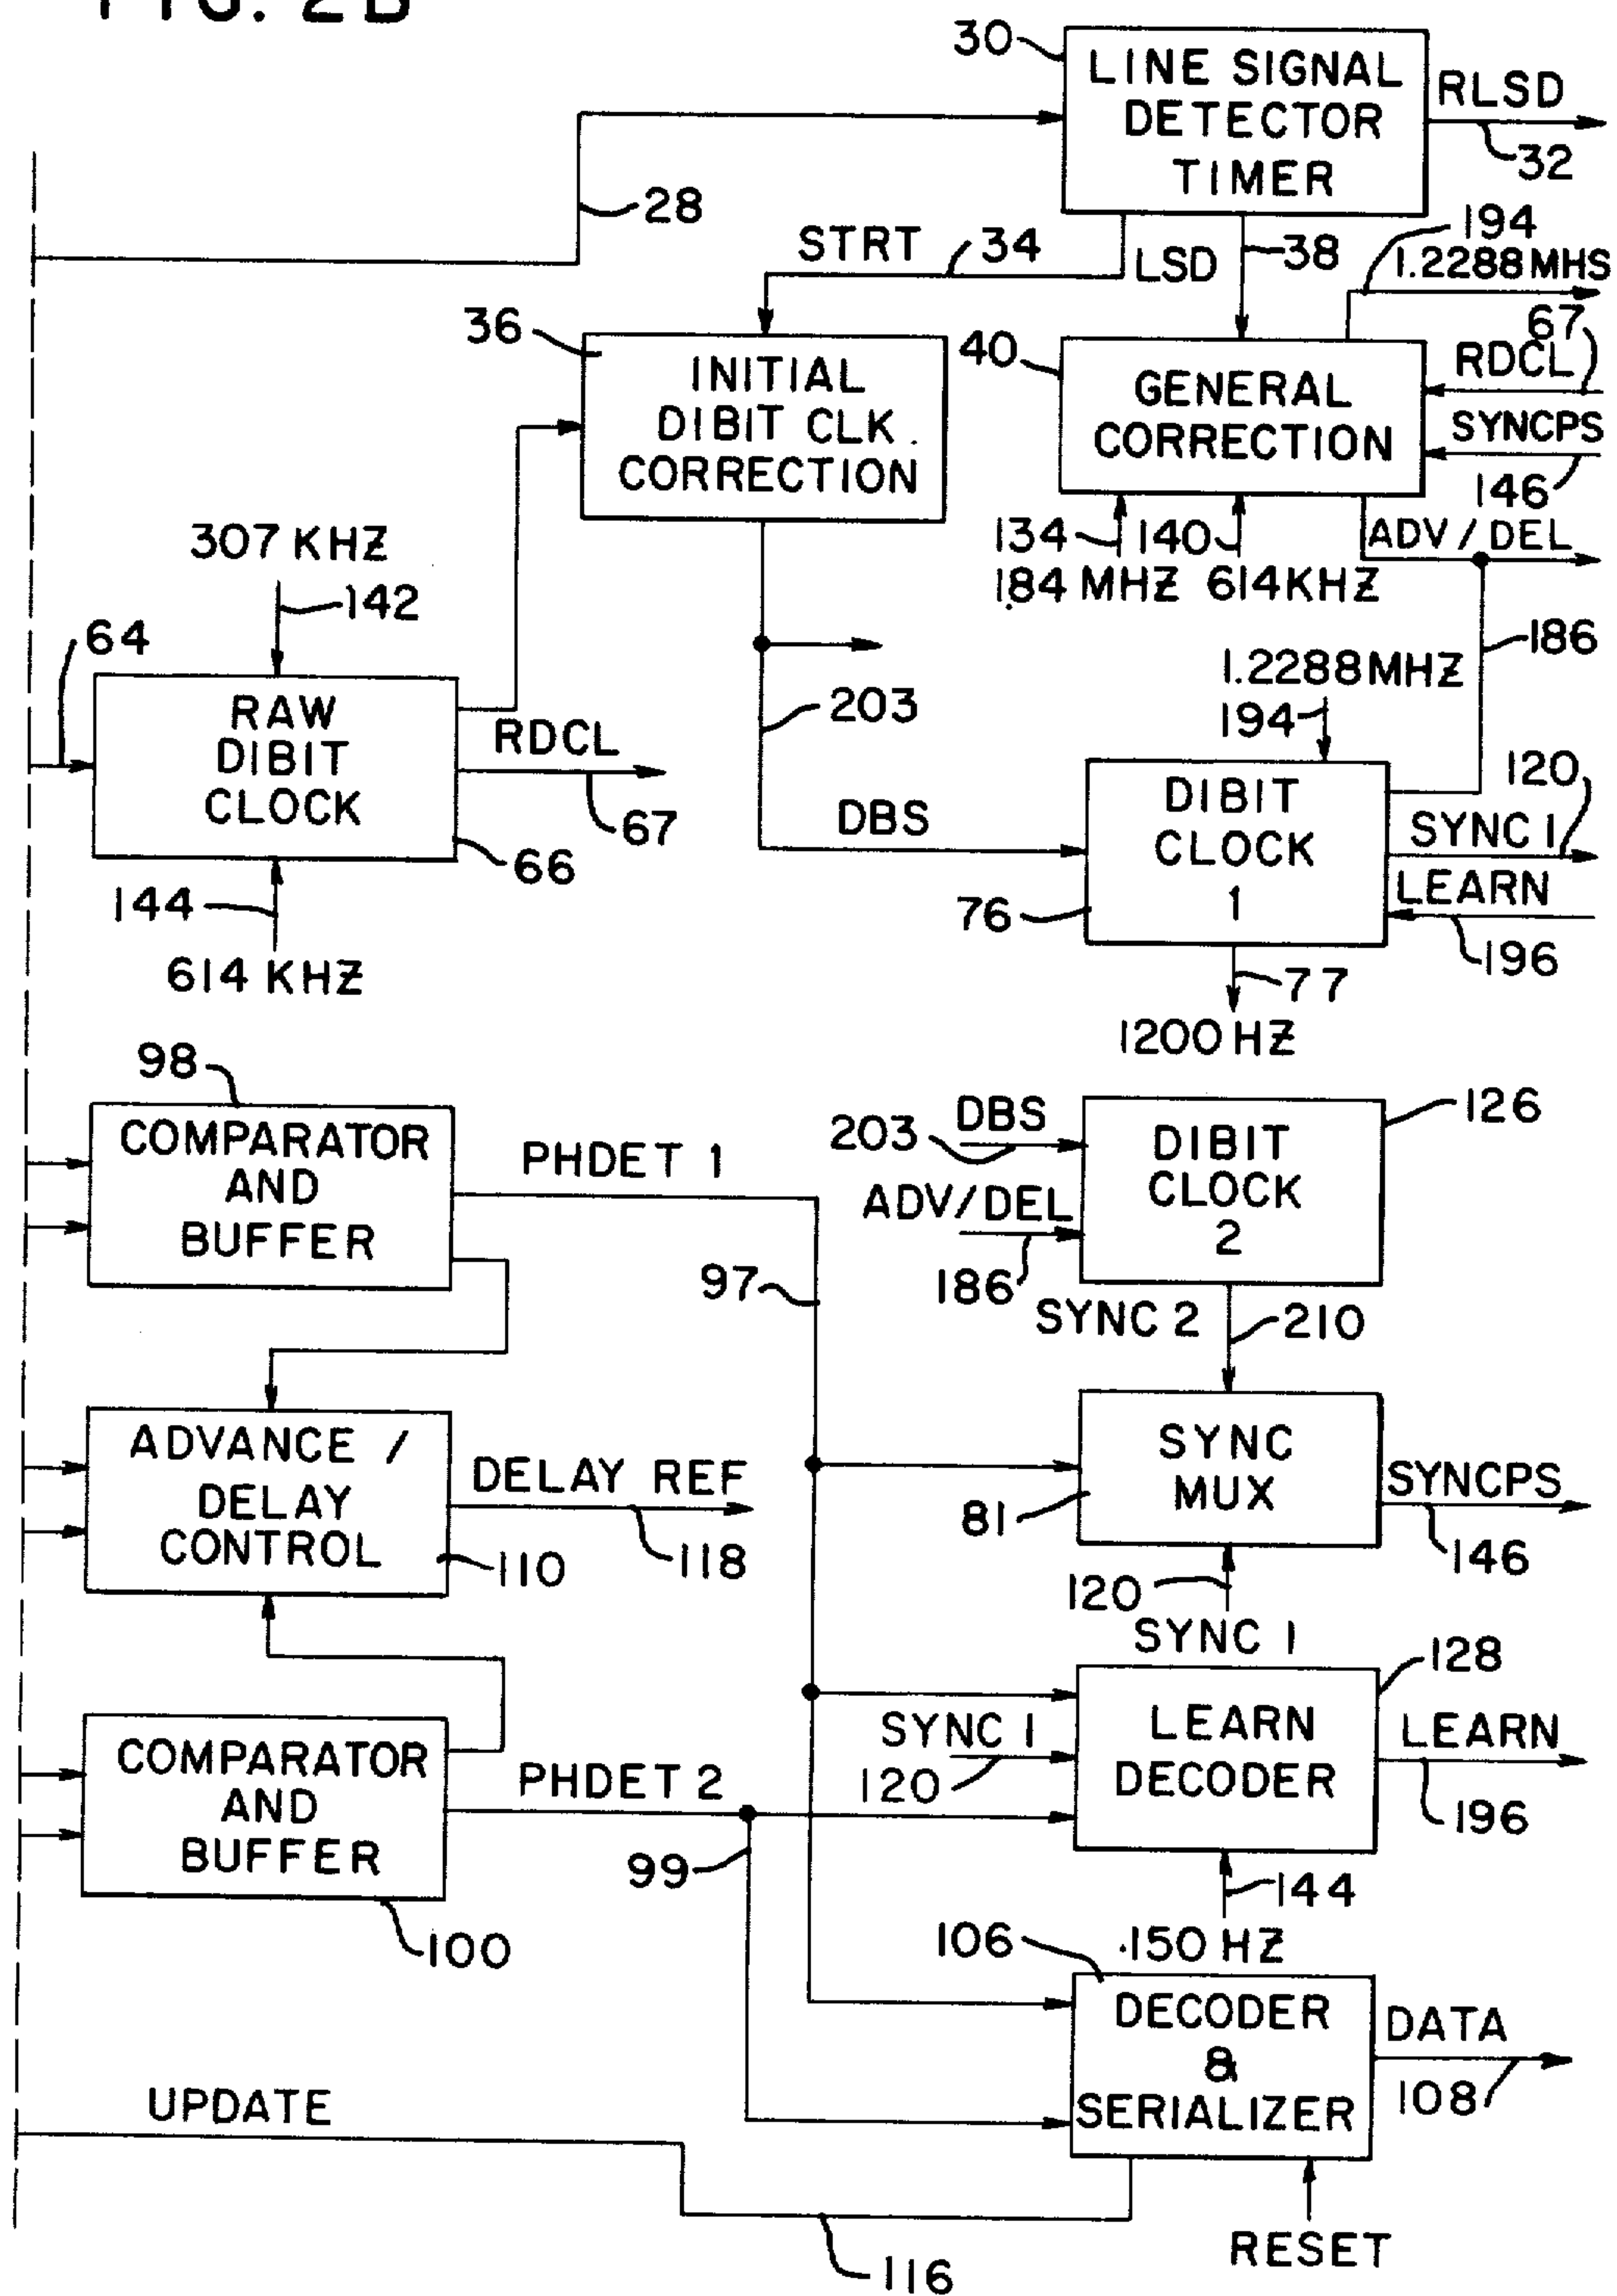 FIG. 2B
30
LINE SIGNAL
DETECTOR
TIMER
RLSD
32
28
STRT
34
LSD
38
194
1.2288 MHS
36
INITIAL
DIBIT CLK.
CORRECTION
40
GENERAL
CORRECTION
67
RDCL
SYNCPS
146
134
140
.184 MHZ
614 KHZ
ADV/DEL
186
307 KHZ
142
64
RAW
DIBIT
CLOCK
RDCL
67
66
144
614 KHZ
203
DBS
1.2288 MHZ
194
DIBIT
CLOCK
1
76
120
SYNC 1
LEARN
196
77
1200 HZ
98
COMPARATOR
AND
BUFFER
PHDET 1
97
DBS
203
ADV/DEL
186
DIBIT
CLOCK
2
126
SYNC 2
210
ADVANCE /
DELAY
CONTROL
110
DELAY REF
118
SYNC
MUX
81
SYNCPS
146
120
SYNC 1
COMPARATOR
AND
BUFFER
100
PHDET 2
99
SYNC 1
120
LEARN
DECODER
128
LEARN
196
144
.150 HZ
106
DECODER
&
SERIALIZER
DATA
108
UPDATE
116
RESET